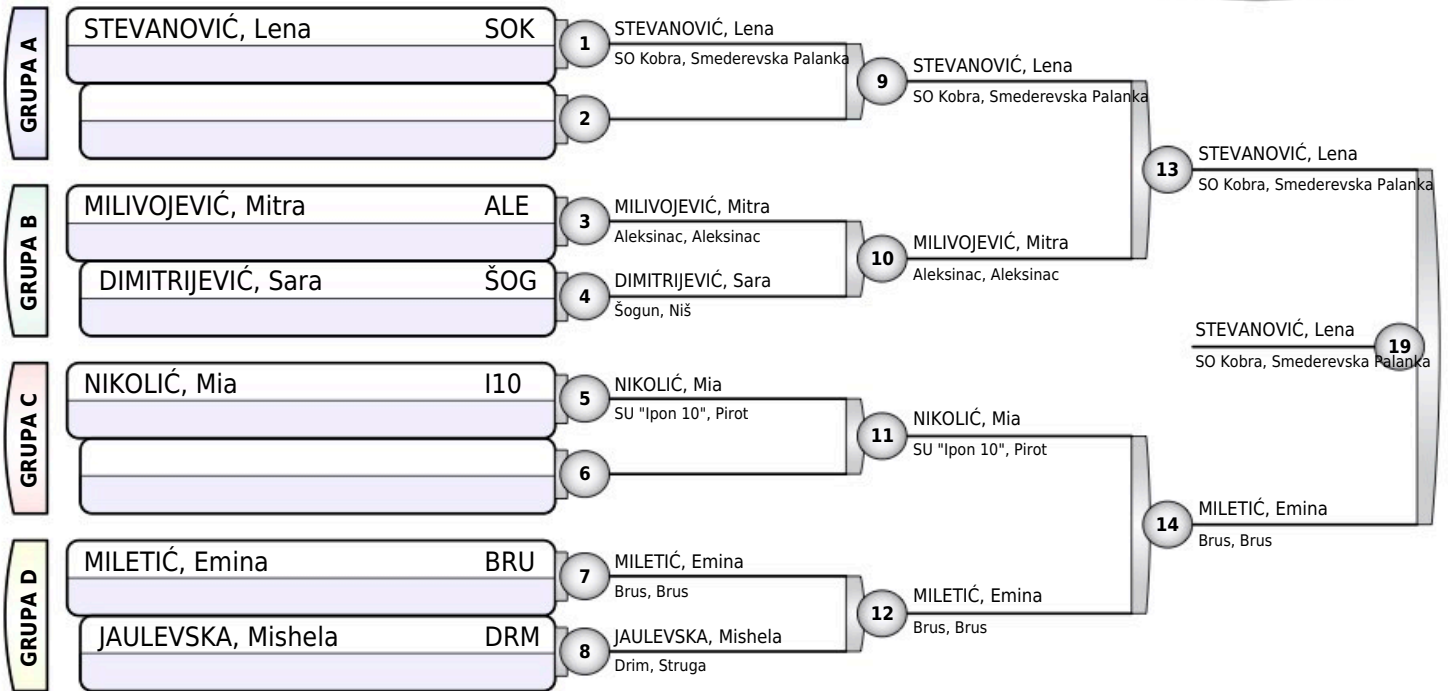 GRUPA A
STEVANOVIĆ, Lena SOK
1
STEVANOVIĆ, Lena
SO Kobra, Smederevska Palanka
2
9
STEVANOVIĆ, Lena
SO Kobra, Smederevska Palanka
GRUPA B
MILIVOJEVIĆ, Mitra ALE
3
MILIVOJEVIĆ, Mitra
Aleksinac, Aleksinac
DIMITRIJEVIĆ, Sara ŠOG
4
DIMITRIJEVIĆ, Sara
Šogun, Niš
10
MILIVOJEVIĆ, Mitra
Aleksinac, Aleksinac
13
STEVANOVIĆ, Lena
SO Kobra, Smederevska Palanka
GRUPA C
NIKOLIĆ, Mia I10
5
NIKOLIĆ, Mia
SU "Ipon 10", Pirot
6
11
NIKOLIĆ, Mia
SU "Ipon 10", Pirot
GRUPA D
MILETIĆ, Emina BRU
7
MILETIĆ, Emina
Brus, Brus
JAULEVSKA, Mishela DRM
8
JAULEVSKA, Mishela
Drim, Struga
12
MILETIĆ, Emina
Brus, Brus
14
MILETIĆ, Emina
Brus, Brus
STEVANOVIĆ, Lena
19
SO Kobra, Smederevska Palanka